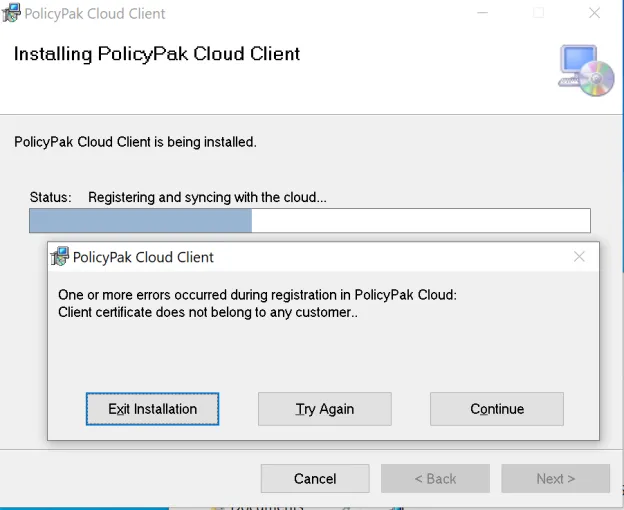 PolicyPak Cloud Client
Installing PolicyPak Cloud Client
PolicyPak Cloud Client is being installed.
Status: Registering and syncing with the cloud...
PolicyPak Cloud Client
One or more errors occurred during registration in PolicyPak Cloud:
Client certificate does not belong to any customer..
Exit Installation Try Again Continue
Cancel < Back Next >
Documents